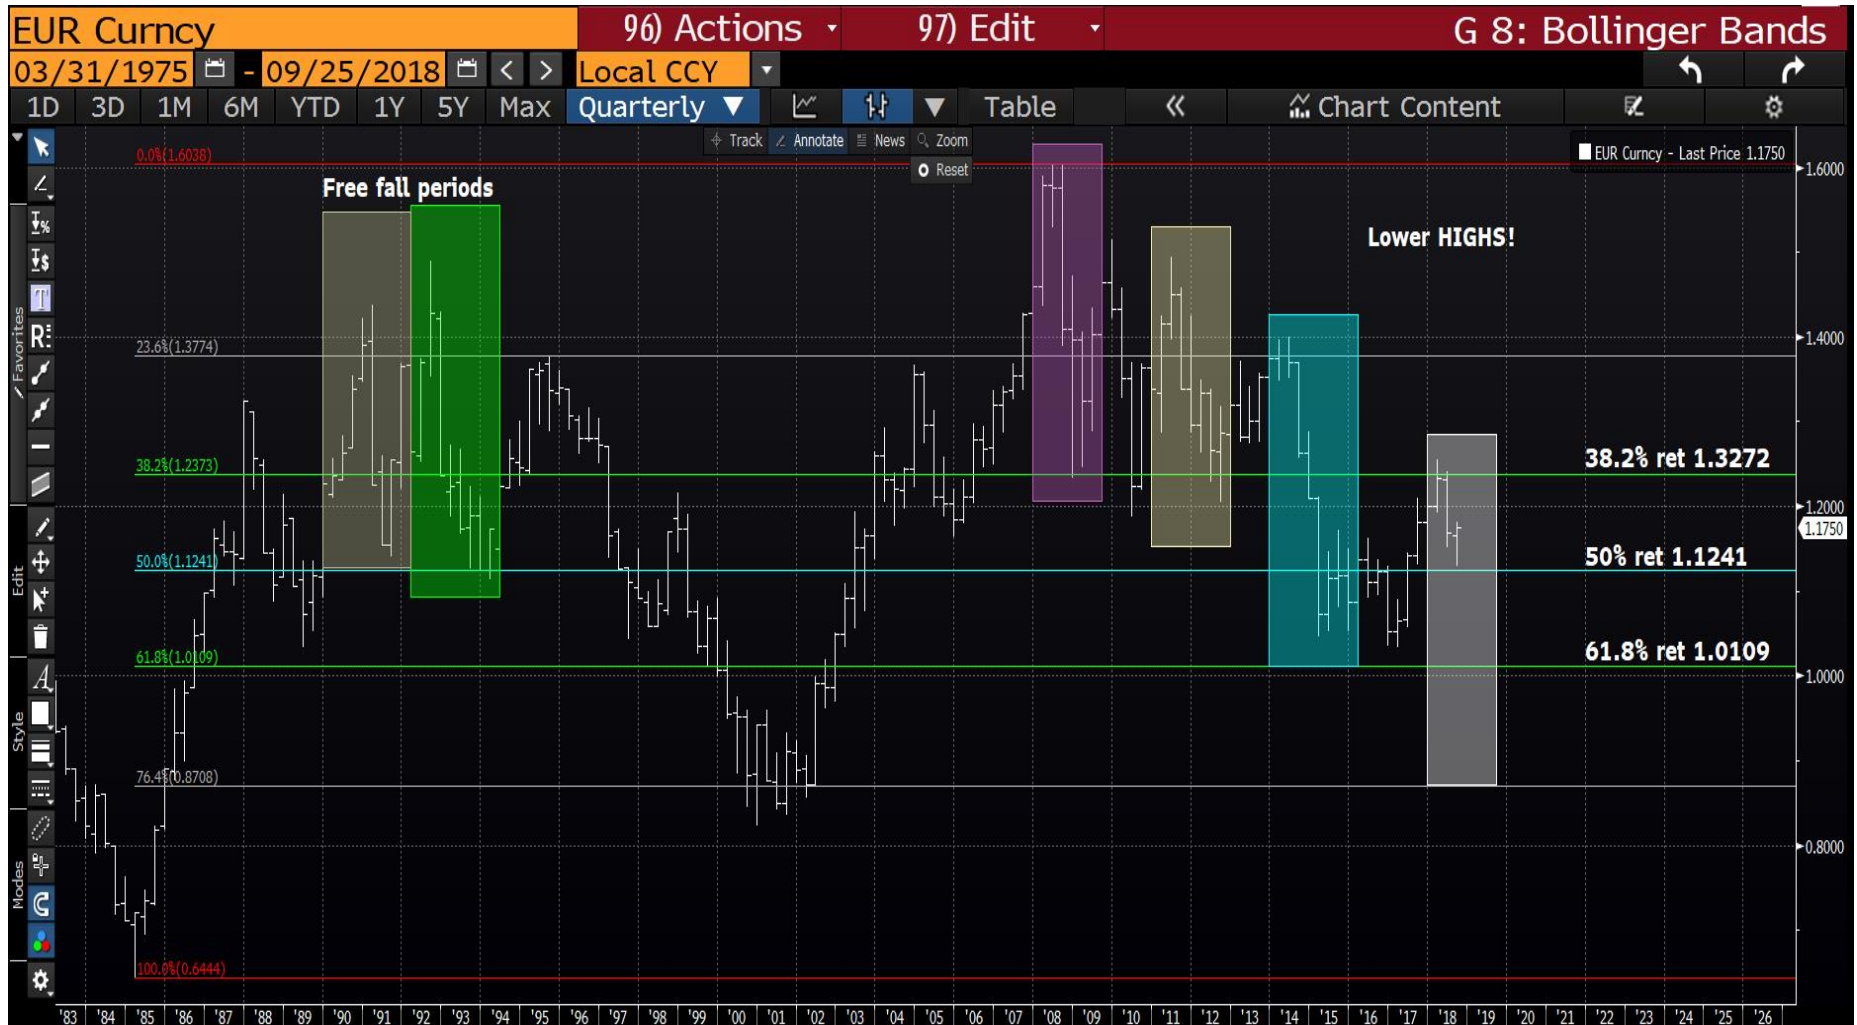 EUR Curncy 96) Actions 97) Edit G 8: Bollinger Bands
03/31/1975 - 09/25/2018 < > Local CCY
1D 3D 1M 6M YTD 1Y 5Y Max Quarterly ▼ Table « Chart Content
Track Annotate News Zoom
Reset
EUR Curncy - Last Price 1.1750
0.0%(1.6038)
1.6000
Free fall periods
Lower HIGHS!
23.6%(1.3774)
1.4000
38.2%(1.2373)
38.2% ret 1.3272
1.2000
1.1750
50.0%(1.1241)
50% ret 1.1241
61.8%(1.0109)
61.8% ret 1.0109
1.0000
76.4%(0.8708)
0.8000
100.0%(0.6444)
Favorites
Edit
Style
Modes
%
$
T
R
A
'83 '84 '85 '86 '87 '88 '89 '90 '91 '92 '93 '94 '95 '96 '97 '98 '99 '00 '01 '02 '03 '04 '05 '06 '07 '08 '09 '10 '11 '12 '13 '14 '15 '16 '17 '18 '19 '20 '21 '22 '23 '24 '25 '26